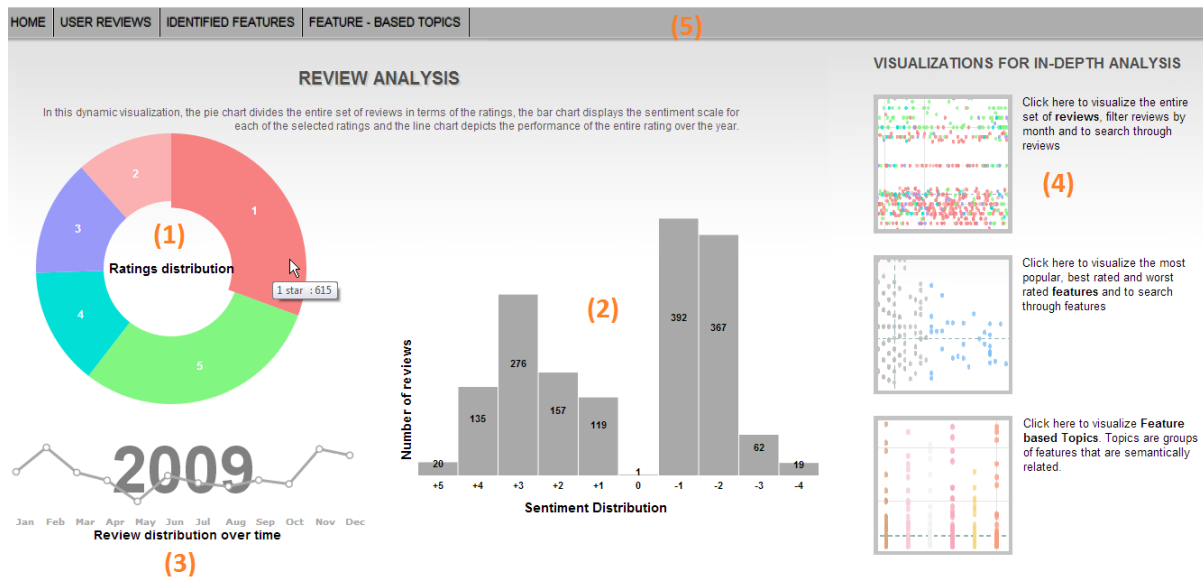 HOME
USER REVIEWS
IDENTIFIED FEATURES
FEATURE - BASED TOPICS
(5)
REVIEW ANALYSIS
In this dynamic visualization, the pie chart divides the entire set of reviews in terms of the ratings, the bar chart displays the sentiment scale for
each of the selected ratings and the line chart depicts the performance of the entire rating over the year.
2
1
3
(1)
Ratings distribution
1 star : 615
4
5
2009
Jan Feb Mar Apr May Jun Jul Aug Sep Oct Nov Dec
Review distribution over time
(3)
(2)
Number of reviews
20
135
276
157
119
1
392
367
62
19
+5 +4 +3 +2 +1 0 -1 -2 -3 -4
Sentiment Distribution
VISUALIZATIONS FOR IN-DEPTH ANALYSIS
Click here to visualize the entire
set of reviews, filter reviews by
month and to search through
reviews
(4)
Click here to visualize the most
popular, best rated and worst
rated features and to search
through features
Click here to visualize Feature
based Topics. Topics are groups
of features that are semantically
related.